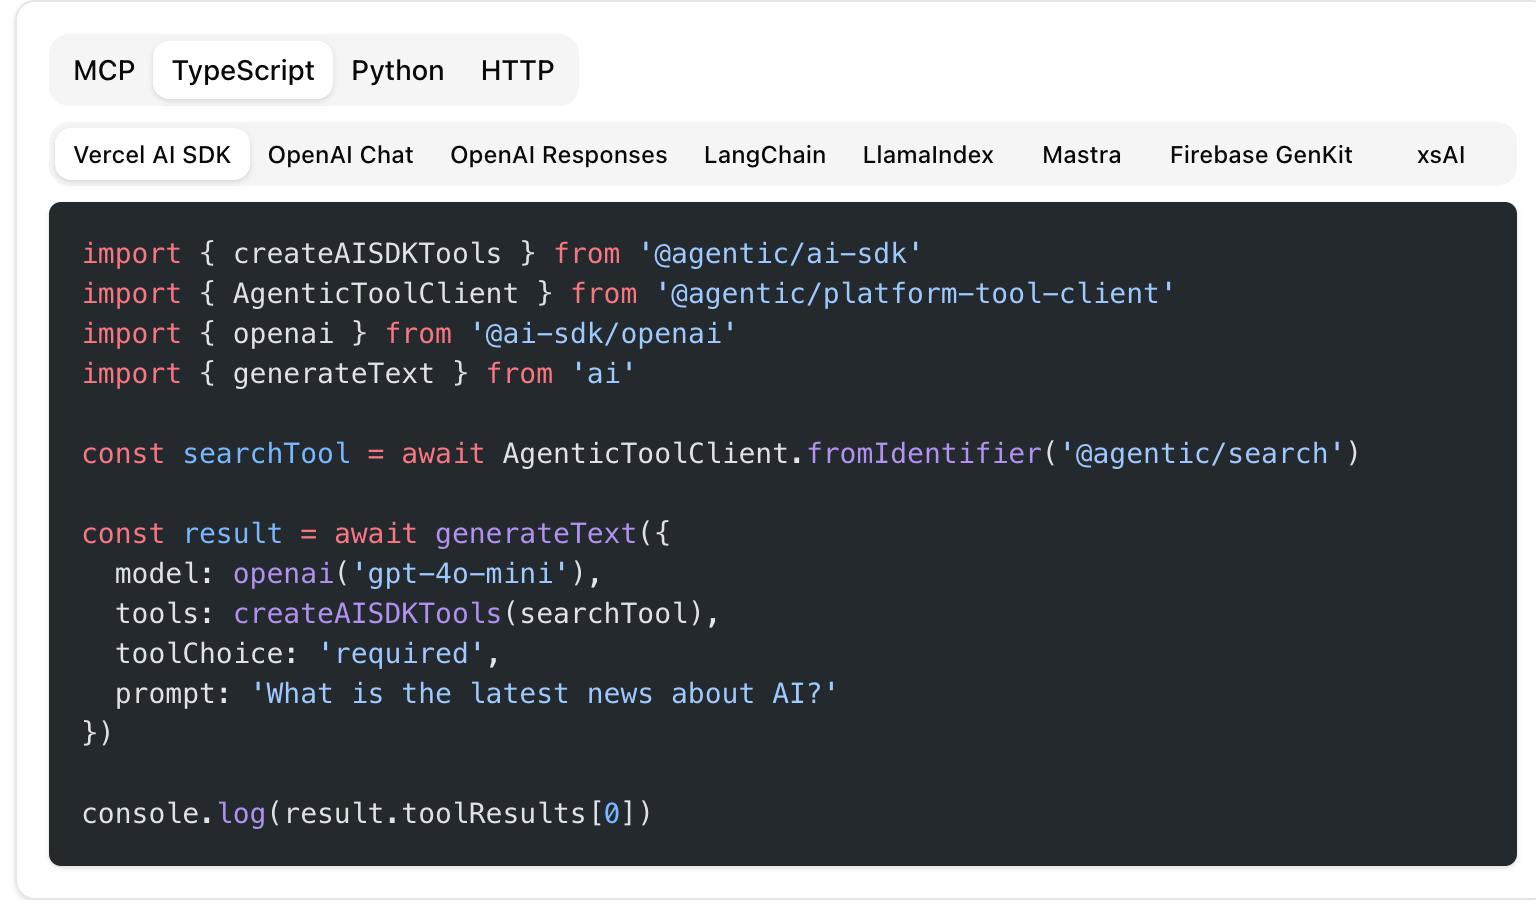 MCP TypeScript Python HTTP
Vercel AI SDK OpenAI Chat OpenAI Responses LangChain LlamaIndex Mastra Firebase GenKit xsAI
import { createAISDKTools } from '@agentic/ai-sdk'
import { AgenticToolClient } from '@agentic/platform-tool-client'
import { openai } from '@ai-sdk/openai'
import { generateText } from 'ai'

const searchTool = await AgenticToolClient.fromIdentifier('@agentic/search')

const result = await generateText({
  model: openai('gpt-4o-mini'),
  tools: createAISDKTools(searchTool),
  toolChoice: 'required',
  prompt: 'What is the latest news about AI?'
})

console.log(result.toolResults[0])